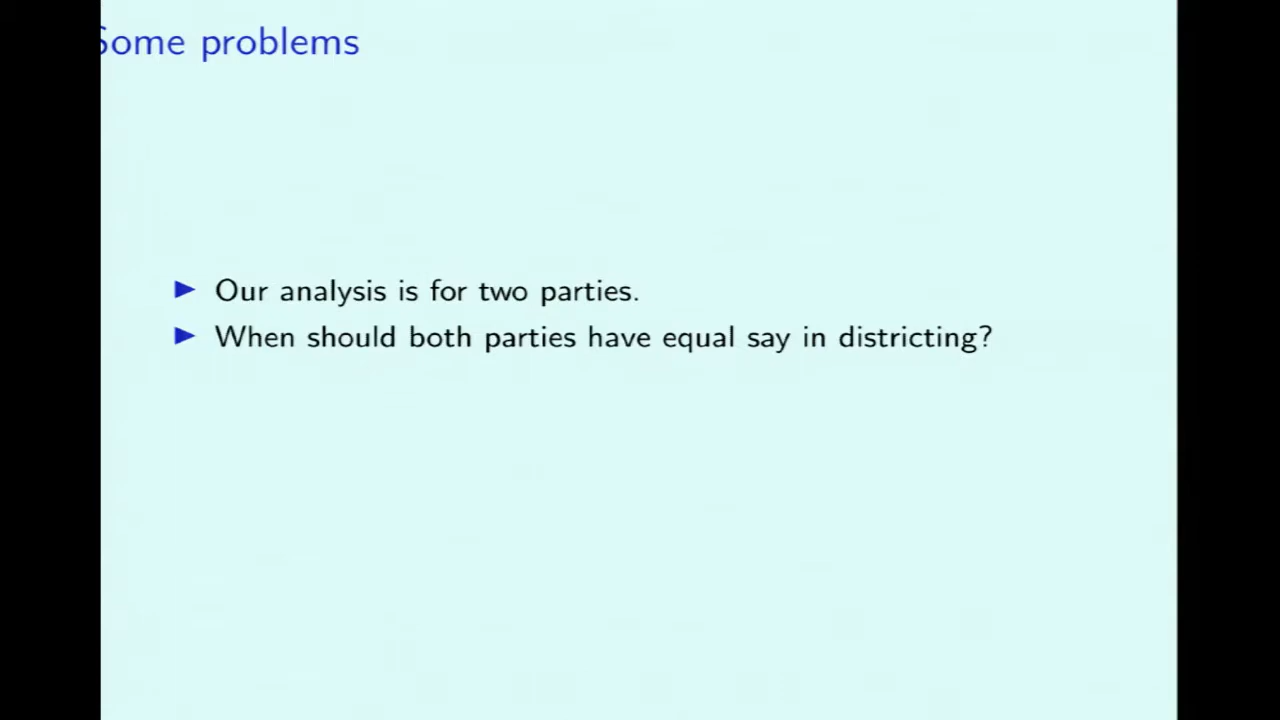 Some problems
Our analysis is for two parties.
When should both parties have equal say in districting?